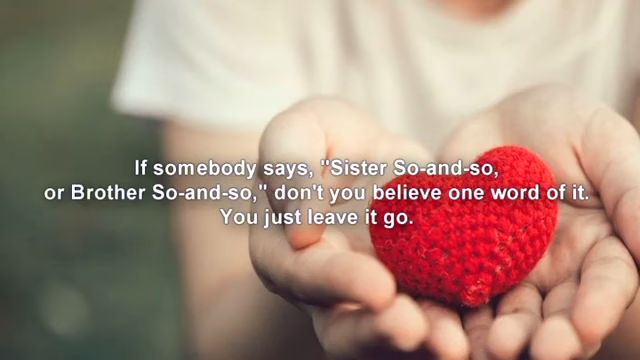 If somebody says, "Sister So-and-so,
or Brother So-and-so," don't you believe one word of it.
You just leave it go.